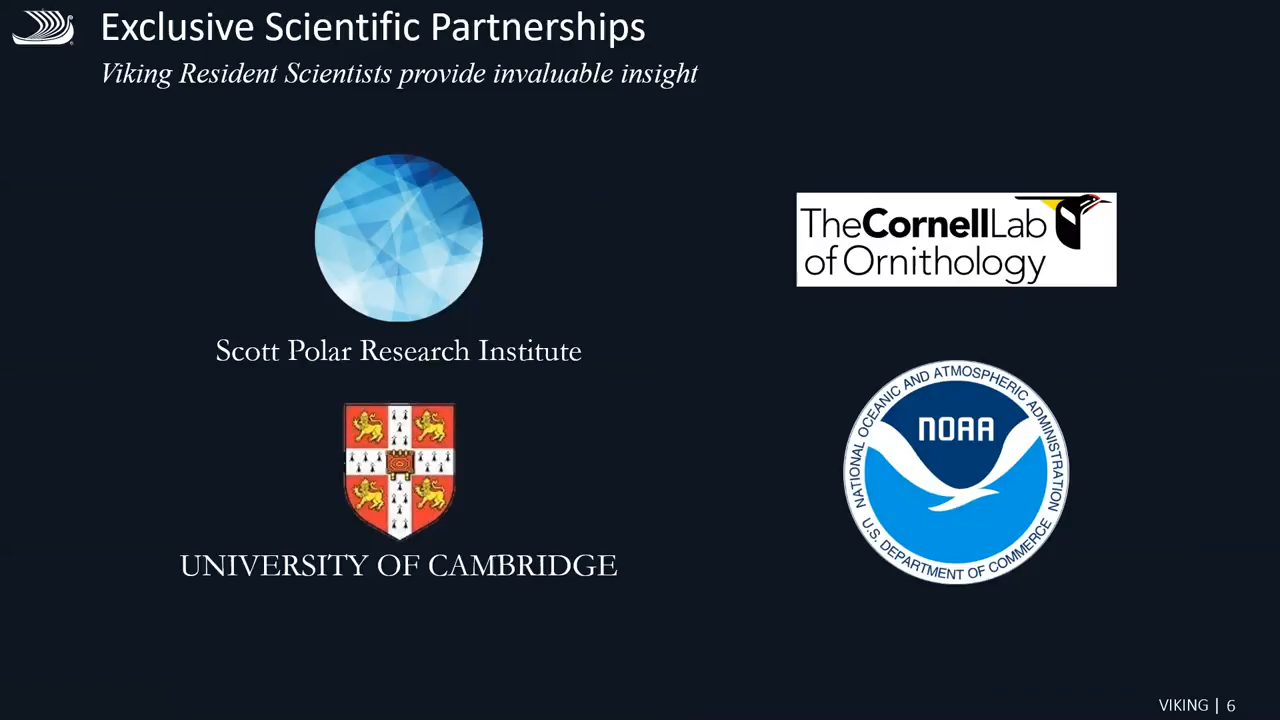 Exclusive Scientific Partnerships
Viking Resident Scientists provide invaluable insight
Scott Polar Research Institute
UNIVERSITY OF CAMBRIDGE
TheCornellLab
of Ornithology
NATIONAL OCEANIC AND ATMOSPHERIC ADMINISTRATION
NOAA
U.S. DEPARTMENT OF COMMERCE
VIKING | 6